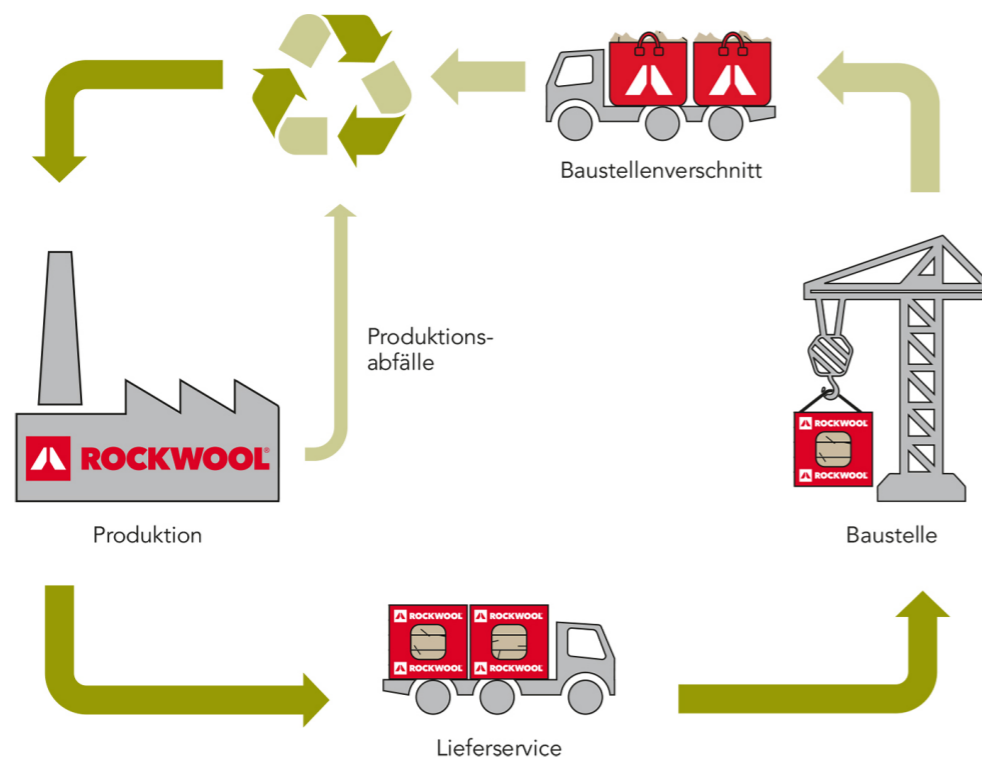 Baustellenverschnitt
Produktions-
abfälle
ROCKWOOL®
Produktion
ROCKWOOL
ROCKWOOL
Baustelle
ROCKWOOL
ROCKWOOL
ROCKWOOL
ROCKWOOL
Lieferservice